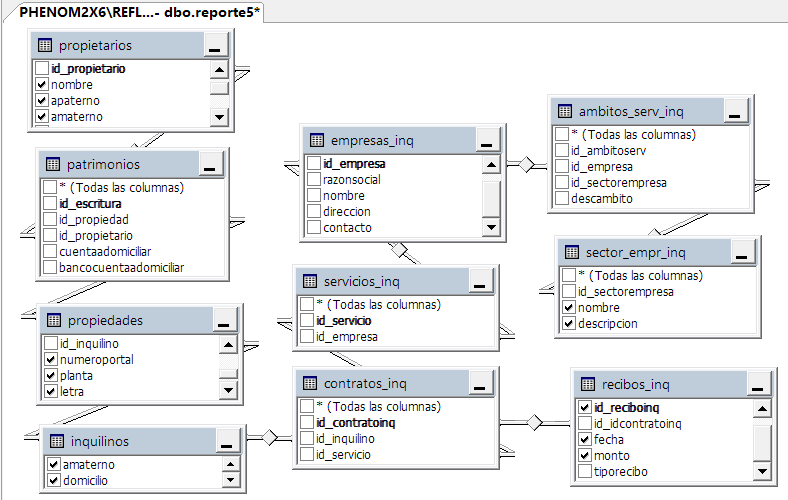 PHENOM2X6\REFL...- dbo.reporte5*
propietarios
id_propietario
nombre
apaterno
amaterno
patrimonios
* (Todas las columnas)
id_escritura
id_propiedad
id_propietario
cuentaadomiciliar
bancocuentaadomiciliar
propiedades
id_inquilino
numeroportal
planta
letra
inquilinos
amaterno
domicilio
empresas_inq
id_empresa
razonsocial
nombre
direccion
contacto
servicios_inq
* (Todas las columnas)
id_servicio
id_empresa
contratos_inq
* (Todas las columnas)
id_contratoinq
id_inquilino
id_servicio
ambitos_serv_inq
* (Todas las columnas)
id_ambitoserv
id_empresa
id_sectorempresa
descambito
sector_empr_inq
* (Todas las columnas)
id_sectorempresa
nombre
descripcion
recibos_inq
id_reciboinq
id_idcontratoinq
fecha
monto
tiporecibo